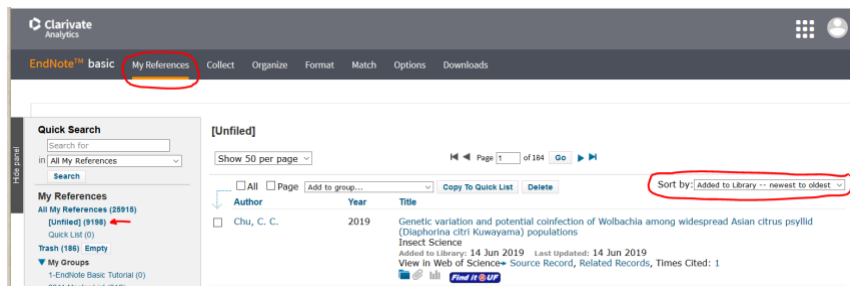 Clarivate
Analytics
EndNote™ basic My References Collect Organize Format Match Options Downloads
Hide panel
Quick Search
Search for
in All My References
Search
My References
All My References (25915)
[Unfiled] (9198)
Quick List (0)
Trash (186) Empty
My Groups
1-EndNote Basic Tutorial (0)
[Unfiled]
Show 50 per page
Page 1 of 184 Go
Sort by: Added to Library -- newest to oldest
All Page Add to group... Copy To Quick List Delete
Author Year Title
Chu, C. C. 2019 Genetic variation and potential coinfection of Wolbachia among widespread Asian citrus psyllid
(Diaphorina citri Kuwayama) populations
Insect Science
Added to Library: 14 Jun 2019 Last Updated: 14 Jun 2019
View in Web of Science→ Source Record, Related Records, Times Cited: 1
Find it @ UF